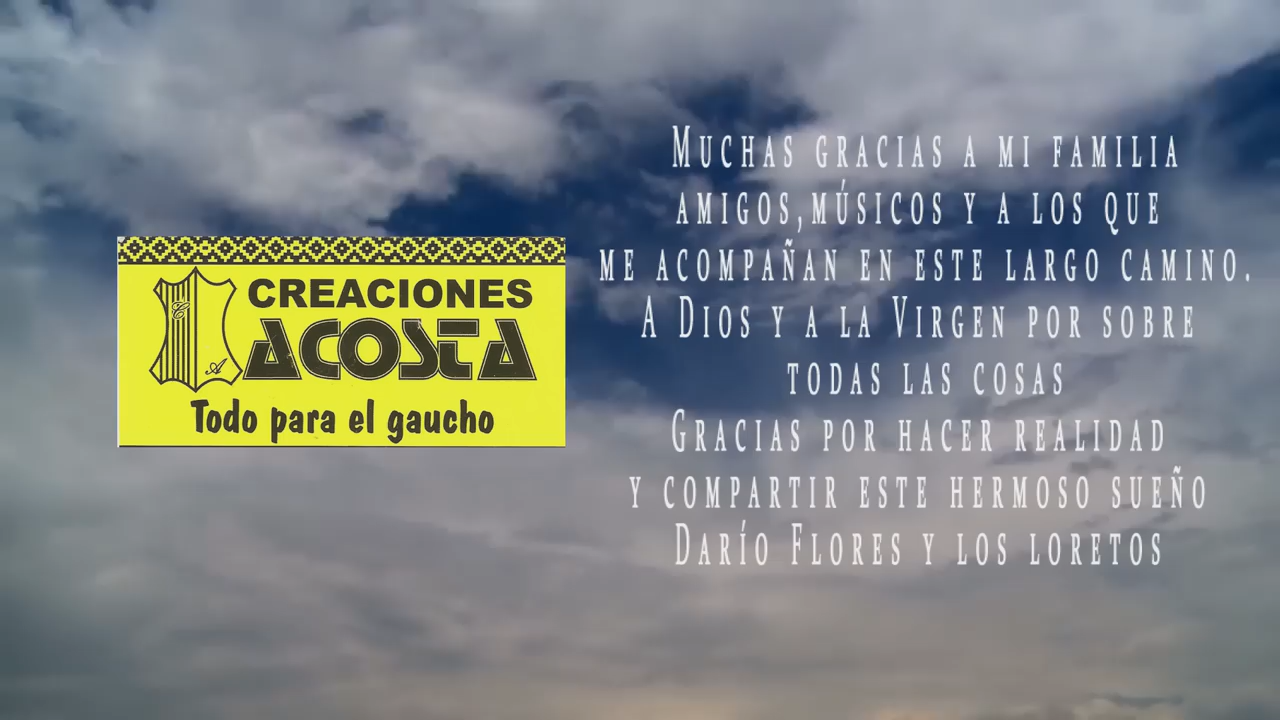 CREACIONES
ACOSTA
Todo para el gaucho
Muchas gracias a mi familia
amigos,músicos y a los que
me acompañan en este largo camino.
A Dios y a la Virgen por sobre
todas las cosas
Gracias por hacer realidad
y compartir este hermoso sueño
Darío Flores y los loretos